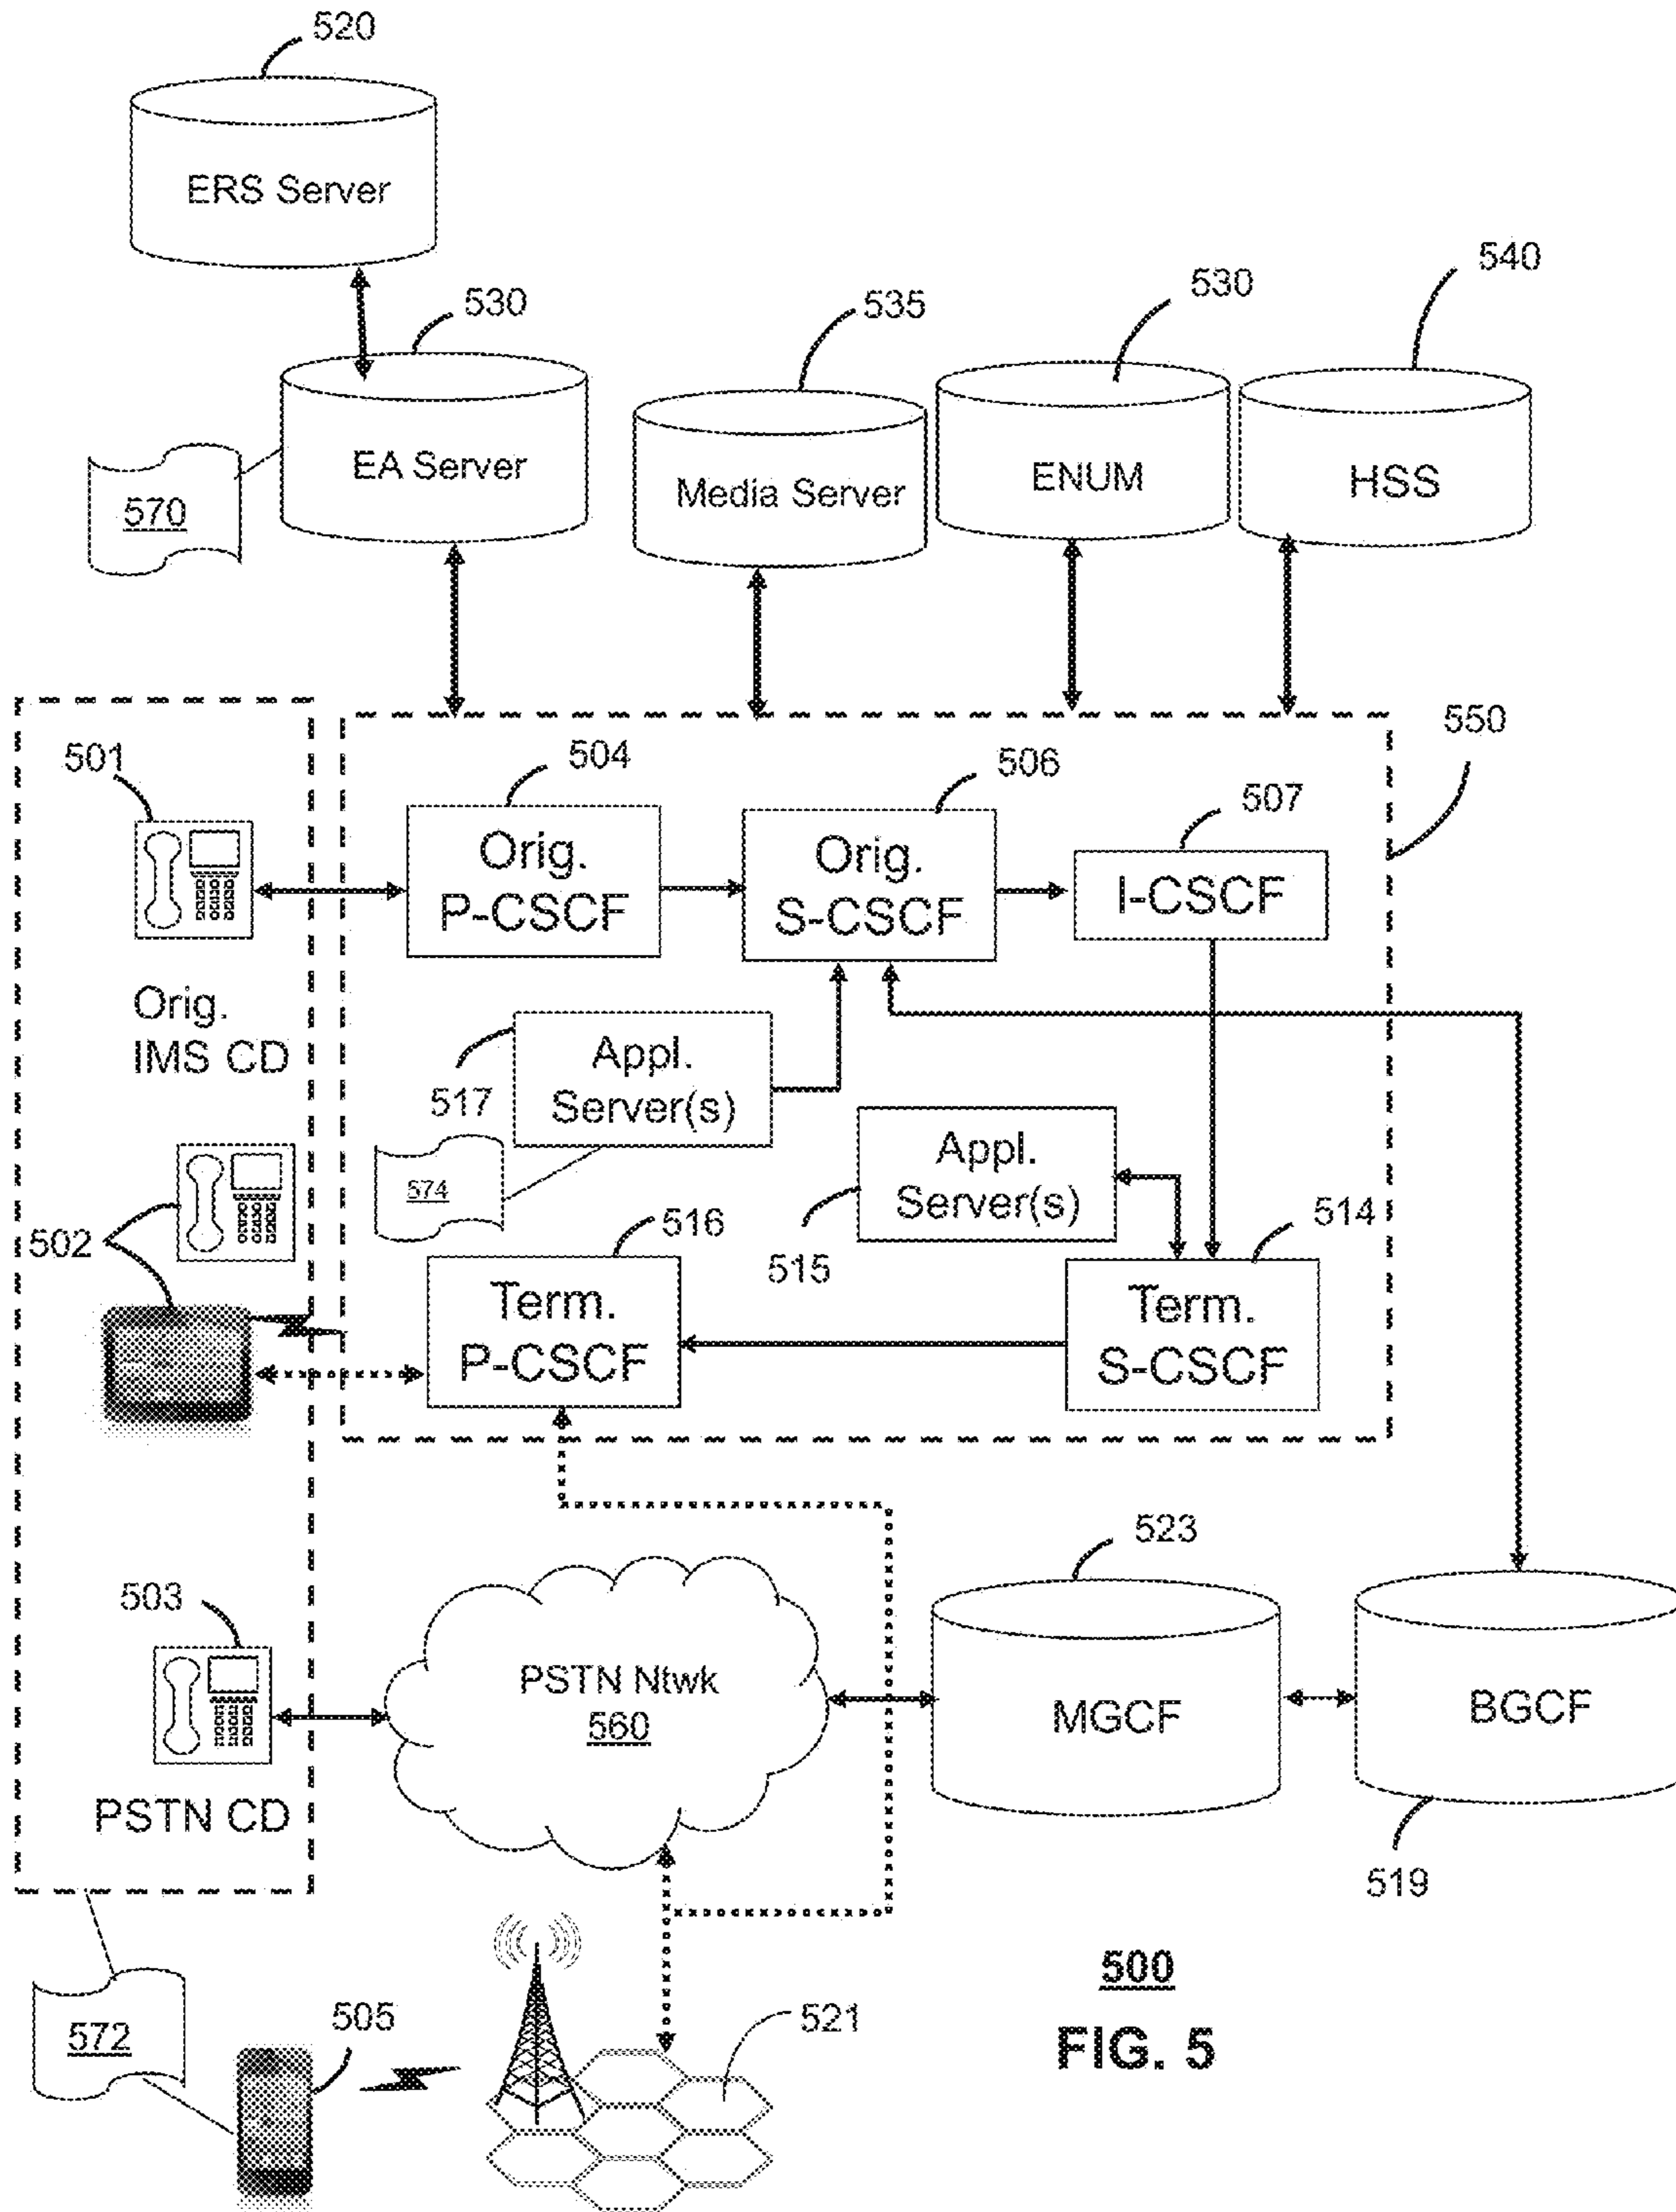 520
ERS Server
530
EA Server
570
535
Media Server
530
ENUM
540
HSS
550
501
Orig.
IMS CD
504
Orig.
P-CSCF
506
Orig.
S-CSCF
507
I-CSCF
517
Appl.
Server(s)
574
515
Appl.
Server(s)
502
516
Term.
P-CSCF
514
Term.
S-CSCF
503
PSTN CD
PSTN Ntwk
560
523
MGCF
BGCF
519
572
505
521
500
FIG. 5